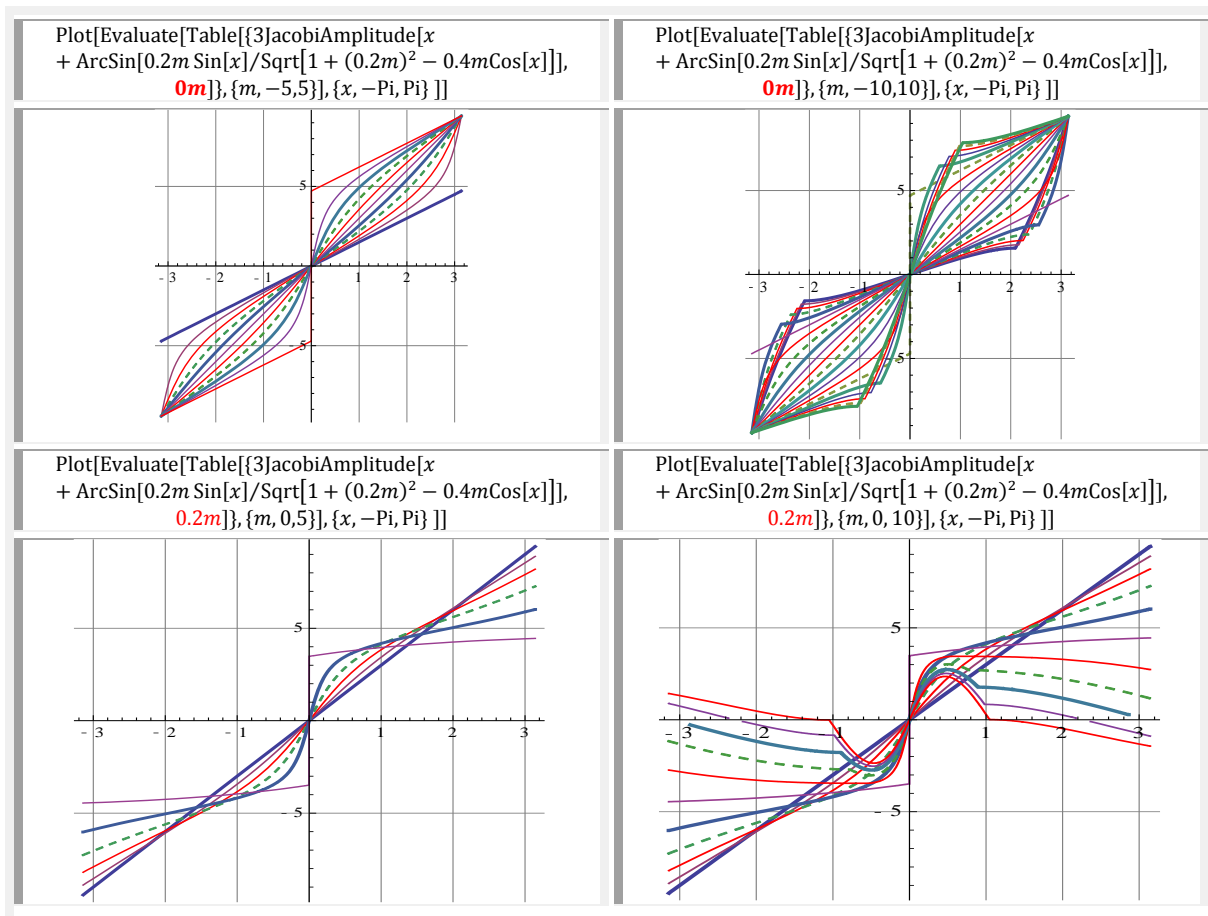 Plot[Evaluate[Table[{3JacobiAmplitude[x
+ ArcSin[0.2m Sin[x]/Sqrt[1 + (0.2m)² − 0.4mCos[x]]],
0m]},{m, −5,5}],{x, −Pi, Pi} ]]
5
- 3
- 2
- 1
1
2
3
- 5
Plot[Evaluate[Table[{3JacobiAmplitude[x
+ ArcSin[0.2m Sin[x]/Sqrt[1 + (0.2m)² − 0.4mCos[x]]],
0m]},{m, −10,10}],{x, −Pi, Pi} ]]
5
- 3
- 2
- 1
1
2
3
- 5
Plot[Evaluate[Table[{3JacobiAmplitude[x
+ ArcSin[0.2m Sin[x]/Sqrt[1 + (0.2m)² − 0.4mCos[x]]],
0.2m]},{m, 0,5}],{x, −Pi, Pi} ]]
5
- 3
- 2
- 1
1
2
3
- 5
Plot[Evaluate[Table[{3JacobiAmplitude[x
+ ArcSin[0.2m Sin[x]/Sqrt[1 + (0.2m)² − 0.4mCos[x]]],
0.2m]},{m, 0, 10}],{x, −Pi, Pi} ]]
5
- 3
- 2
- 1
1
2
3
- 5